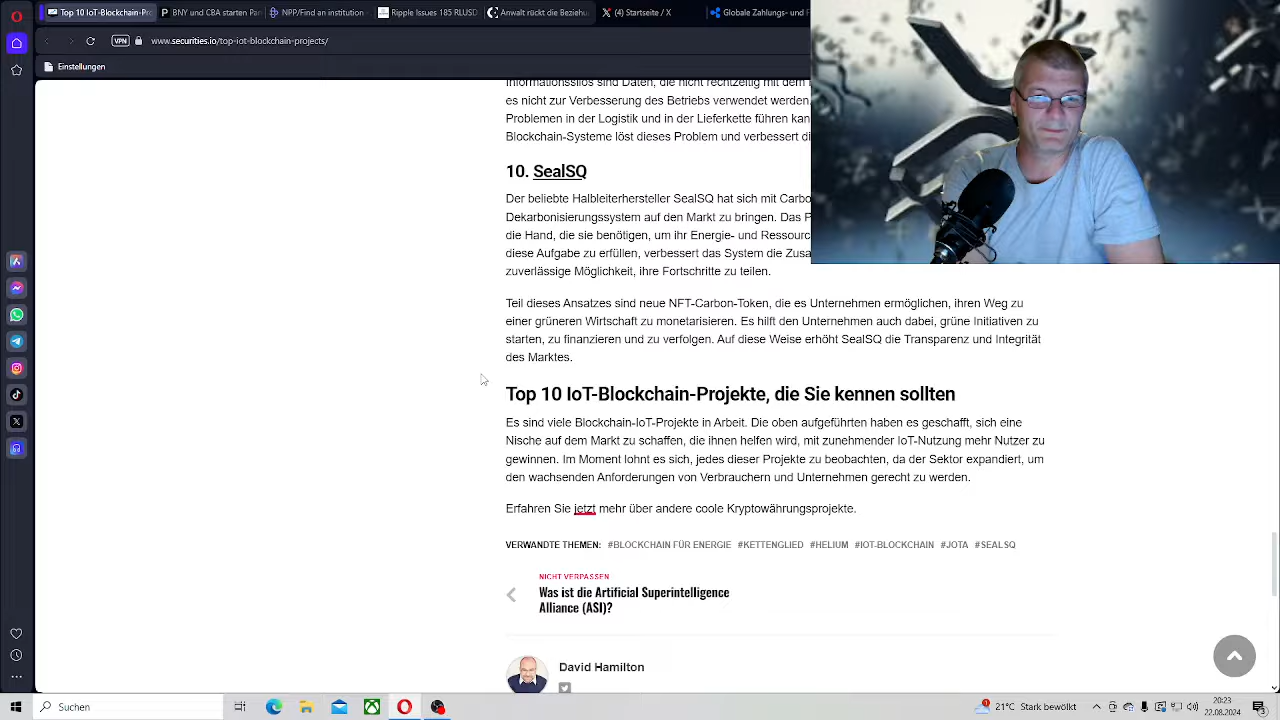 Top 10 IoT-Blockchain-Pro
BNY und CBA starten Par
NPP/Find an institution
Ripple Issues 185 RLUSD
Anwalt rückt die Beziehu
(4) Startseite / X
Globale Zahlungs- und F
VPN
www.securities.io/top-iot-blockchain-projects/
Einstellungen
Informationssilos sind Daten, die nicht rechtzeitig mit dem
es nicht zur Verbesserung des Betriebs verwendet werden.
Problemen in der Logistik und in der Lieferkette führen kan
Blockchain-Systeme löst dieses Problem und verbessert di
10. SealSQ
Der beliebte Halbleiterhersteller SealSQ hat sich mit Carbo
Dekarbonisierungssystem auf den Markt zu bringen. Das P
die Hand, die sie benötigen, um ihr Energie- und Ressourc
diese Aufgabe zu erfüllen, verbessert das System die Zusa
zuverlässige Möglichkeit, ihre Fortschritte zu teilen.
Teil dieses Ansatzes sind neue NFT-Carbon-Token, die es Unternehmen ermöglichen, ihren Weg zu
einer grüneren Wirtschaft zu monetarisieren. Es hilft den Unternehmen auch dabei, grüne Initiativen zu
starten, zu finanzieren und zu verfolgen. Auf diese Weise erhöht SealSQ die Transparenz und Integrität
des Marktes.
Top 10 IoT-Blockchain-Projekte, die Sie kennen sollten
Es sind viele Blockchain-IoT-Projekte in Arbeit. Die oben aufgeführten haben es geschafft, sich eine
Nische auf dem Markt zu schaffen, die ihnen helfen wird, mit zunehmender IoT-Nutzung mehr Nutzer zu
gewinnen. Im Moment lohnt es sich, jedes dieser Projekte zu beobachten, da der Sektor expandiert, um
den wachsenden Anforderungen von Verbrauchern und Unternehmen gerecht zu werden.
Erfahren Sie jetzt mehr über andere coole Kryptowährungsprojekte.
VERWANDTE THEMEN: #BLOCKCHAIN FÜR ENERGIE #KETTENGLIED #HELIUM #IOT-BLOCKCHAIN #JOTA #SEALSQ
NICHT VERPASSEN
Was ist die Artificial Superintelligence
Alliance (ASI)?
David Hamilton
Suchen
21°C Stark bewölkt
20:23
22.08.2024